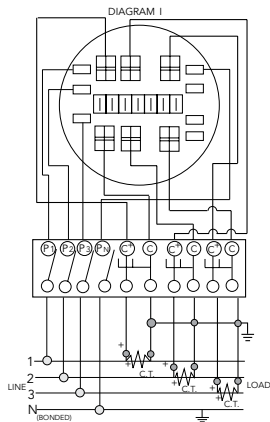 DIAGRAM I
P1 P2 P3 PN C+ C C+ C C+ C
+ +
C.T.
1
2
LINE
3
N
(BONDED)
+ +
C.T.
+ +
C.T.
LOAD